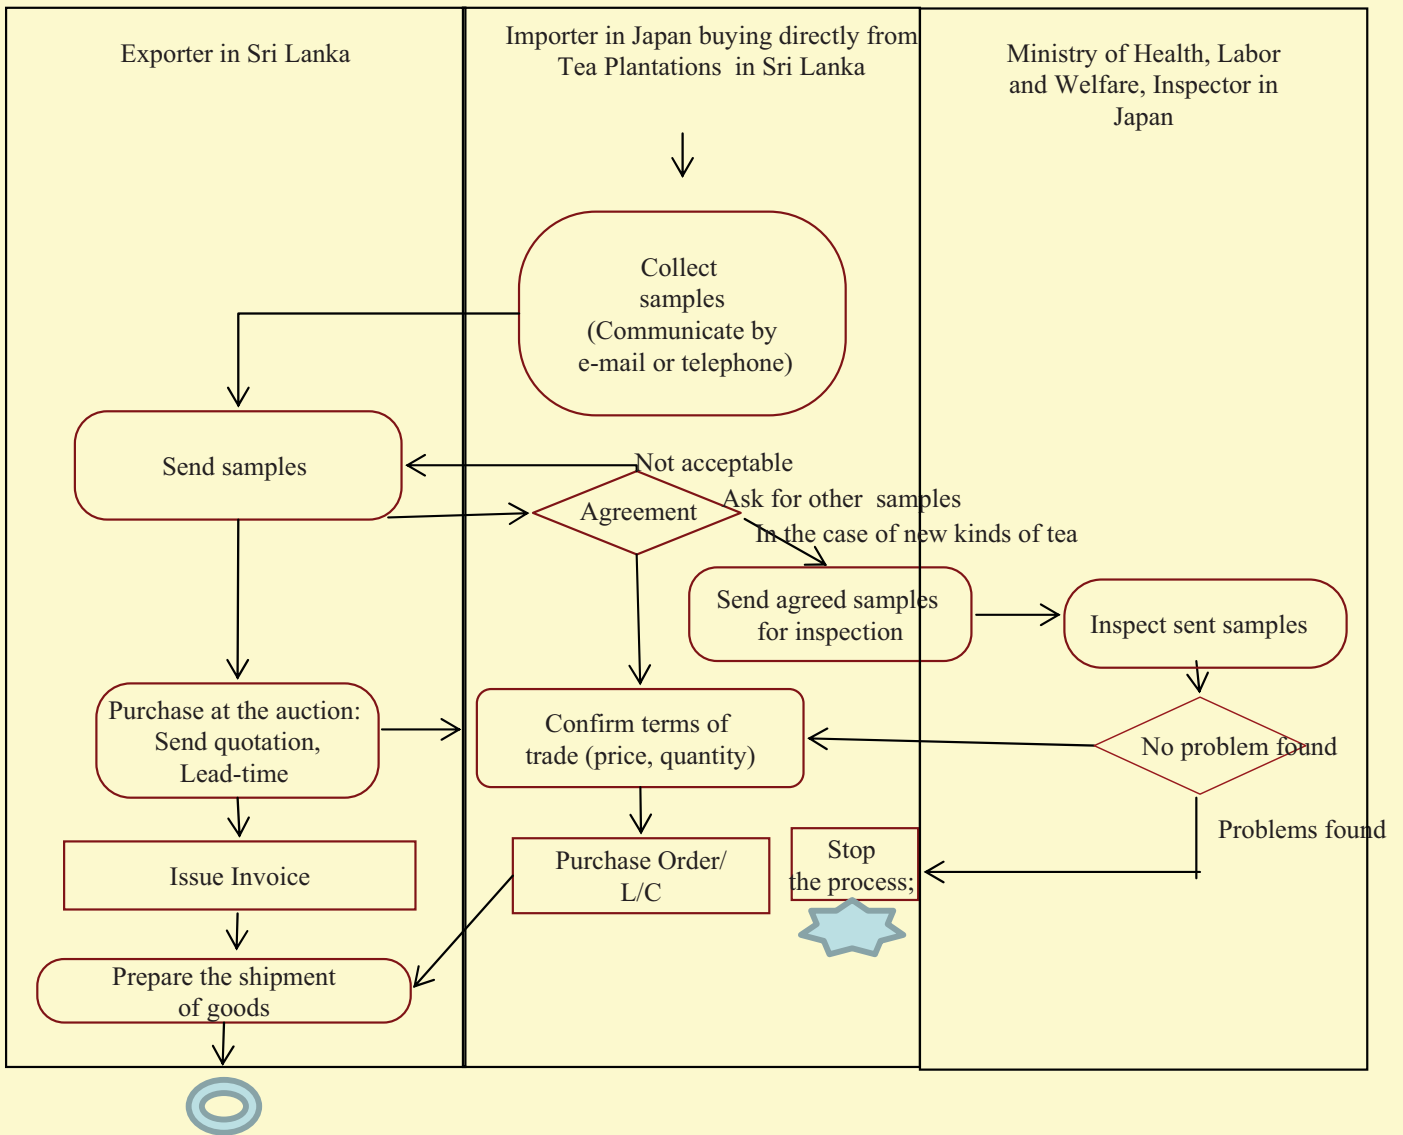 Exporter in Sri Lanka
Importer in Japan buying directly from
Tea Plantations in Sri Lanka
Ministry of Health, Labor
and Welfare, Inspector in
Japan
Collect
samples
(Communicate by
e-mail or telephone)
Send samples
Not acceptable
Agreement
Ask for other samples
In the case of new kinds of tea
Send agreed samples
for inspection
Inspect sent samples
Purchase at the auction:
Send quotation,
Lead-time
Confirm terms of
trade (price, quantity)
No problem found
Problems found
Issue Invoice
Purchase Order/
L/C
Stop
the process;
Prepare the shipment
of goods